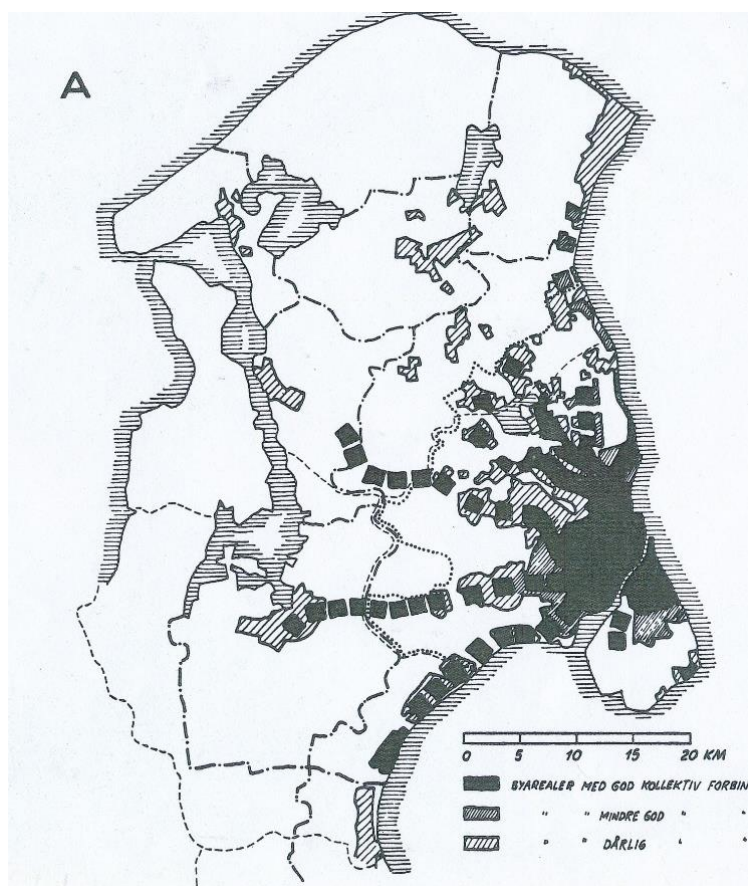 A
0 5 10 15 20 KM
BYAREALER MED GOD KOLLEKTIV FORBIN
" " MINDRE GOD " "
" " DÅRLIG " "